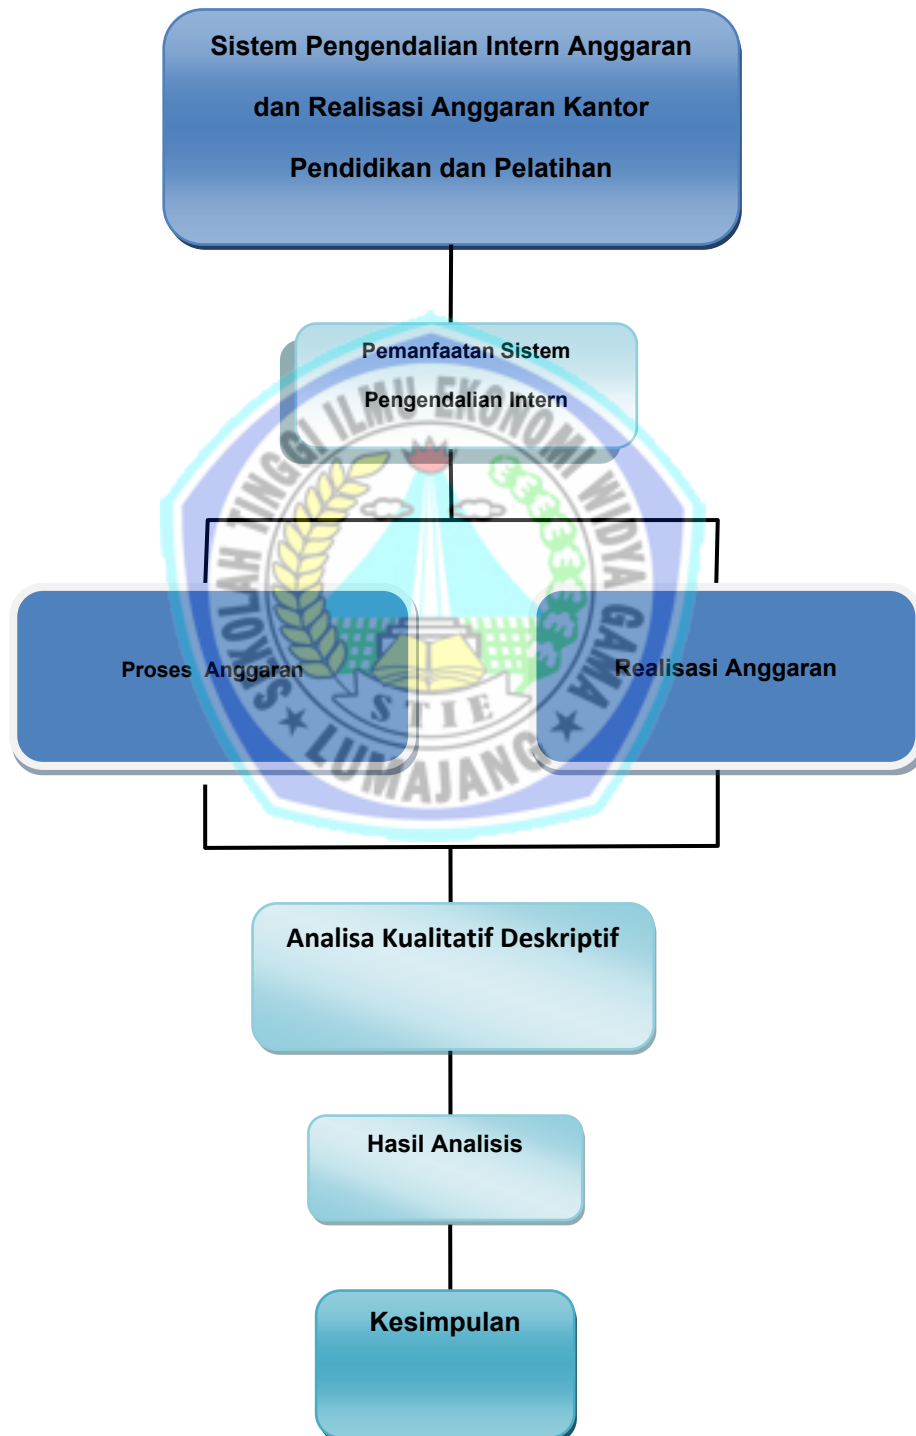 Sistem Pengendalian Intern Anggaran
dan Realisasi Anggaran Kantor
Pendidikan dan Pelatihan
Pemanfaatan Sistem
Pengendalian Intern
SEKOLAH TINGGI ILMU EKONOMI WIDYA GAMA
Proses Anggaran
Realisasi Anggaran
STIE
LUMAJANG
Analisa Kualitatif Deskriptif
Hasil Analisis
Kesimpulan